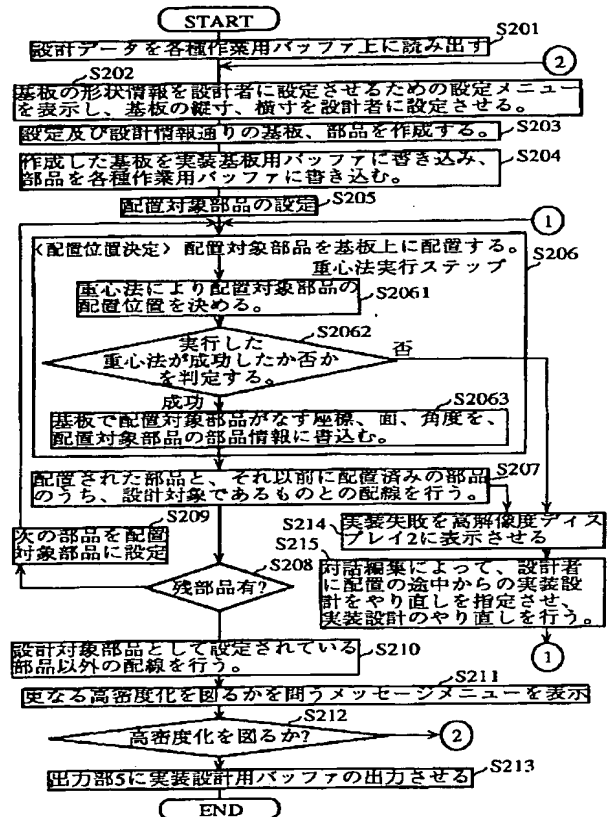 START
設計データを各種作業用バッファ上に読み出す
S201
②
S202
基板の形状情報を設計者に設定させるための設定メニュー
を表示し、基板の縦寸、横寸を設計者に設定させる。
設定及び設計情報通りの基板、部品を作成する。
S203
作成した基板を実装基板用バッファに書き込み、
部品を各種作業用バッファに書込む。
S204
配置対象部品の設定
S205
①
〈配置位置決定〉 配置対象部品を基板上に配置する。
S206
重心法実行ステップ
重心法により配置対象部品の
配置位置を決める。
S2061
S2062
実行した
重心法が成功したか否か
を判定する。
否
成功
S2063
基板で配置対象部品がなす座標、面、角度を、
配置対象部品の部品情報に書込む。
S207
配置された部品と、それ以前に配置済みの部品
のうち、設計対象であるものとの配線を行う。
S209
次の部品を配置
対象部品に設定
S208
残部品有?
S214
実装失敗を高解像度ディス
プレイ2に表示させる
S215
対話編集によって、設計者
に配置の途中からの実装設
計をやり直しを指定させ、
実装設計のやり直しを行う。
①
設計対象部品として設定されている
部品以外の配線を行う。
S210
S211
更なる高密度化を図るかを問うメッセージメニューを表示
S212
高密度化を図るか?
②
出力部5に実装設計用バッファの出力させる
S213
END